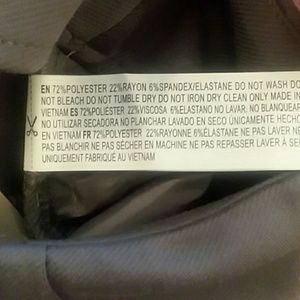 EN 72%POLYESTER 22%RAYON 6%SPANDEX/ELASTANE DO NOT WASH DO
NOT BLEACH DO NOT TUMBLE DRY DO NOT IRON DRY CLEAN ONLY MADE IN
VIETNAM ES 72%POLIÉSTER 22%VISCOSA 6%ELASTANO NO LAVAR. NO BLANQUEAR
NO UTILIZAR SECADORA NO PLANCHAR LAVADO EN SECO ÚNICAMENTE HECHO
EN VIETNAM FR 72%POLYESTER 22%RAYONNE 6%ÉLASTANE NE PAS LAVER NE
PAS BLANCHIR NE PAS SÉCHER EN MACHINE NE PAS REPASSER LAVER À SEC
UNIQUEMENT FABRIQUÉ AU VIETNAM